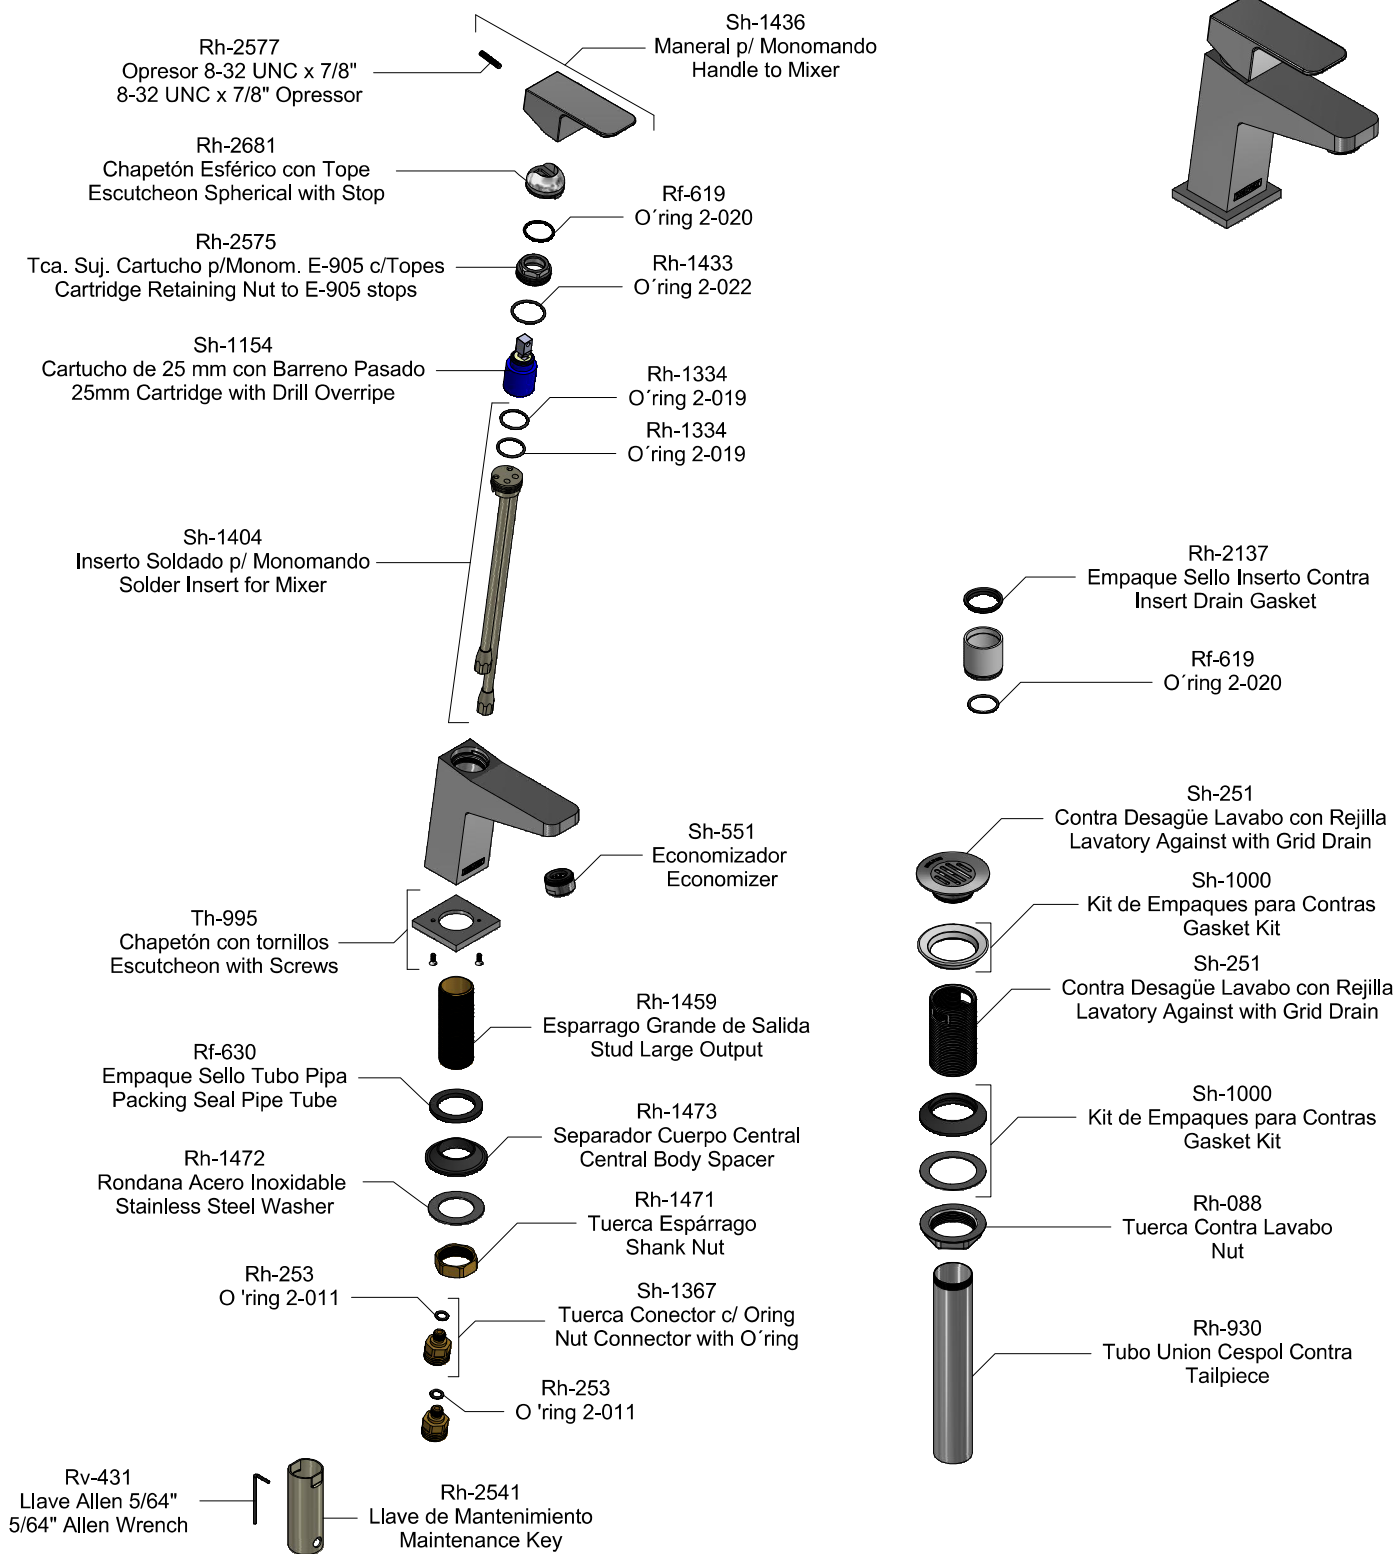 Sh-1436
Maneral p/ Monomando
Handle to Mixer
Rh-2577
Opresor 8-32 UNC x 7/8"
8-32 UNC x 7/8" Opressor
Rh-2681
Chapetón Esférico con Tope
Escutcheon Spherical with Stop
Rf-619
O´ring 2-020
Rh-2575
Tca. Suj. Cartucho p/Monom. E-905 c/Topes
Cartridge Retaining Nut to E-905 stops
Rh-1433
O´ring 2-022
Sh-1154
Cartucho de 25 mm con Barreno Pasado
25mm Cartridge with Drill Overripe
Rh-1334
O´ring 2-019
Rh-1334
O´ring 2-019
Sh-1404
Inserto Soldado p/ Monomando
Solder Insert for Mixer
Sh-551
Economizador
Economizer
Th-995
Chapetón con tornillos
Escutcheon with Screws
Rh-1459
Esparrago Grande de Salida
Stud Large Output
Rf-630
Empaque Sello Tubo Pipa
Packing Seal Pipe Tube
Rh-1473
Separador Cuerpo Central
Central Body Spacer
Rh-1472
Rondana Acero Inoxidable
Stainless Steel Washer
Rh-1471
Tuerca Espárrago
Shank Nut
Rh-253
O 'ring 2-011
Sh-1367
Tuerca Conector c/ Oring
Nut Connector with O´ring
Rh-253
O 'ring 2-011
Rv-431
Llave Allen 5/64"
5/64" Allen Wrench
Rh-2541
Llave de Mantenimiento
Maintenance Key
Rh-2137
Empaque Sello Inserto Contra
Insert Drain Gasket
Rf-619
O´ring 2-020
Sh-251
Contra Desagüe Lavabo con Rejilla
Lavatory Against with Grid Drain
Sh-1000
Kit de Empaques para Contras
Gasket Kit
Sh-251
Contra Desagüe Lavabo con Rejilla
Lavatory Against with Grid Drain
Sh-1000
Kit de Empaques para Contras
Gasket Kit
Rh-088
Tuerca Contra Lavabo
Nut
Rh-930
Tubo Union Cespol Contra
Tailpiece